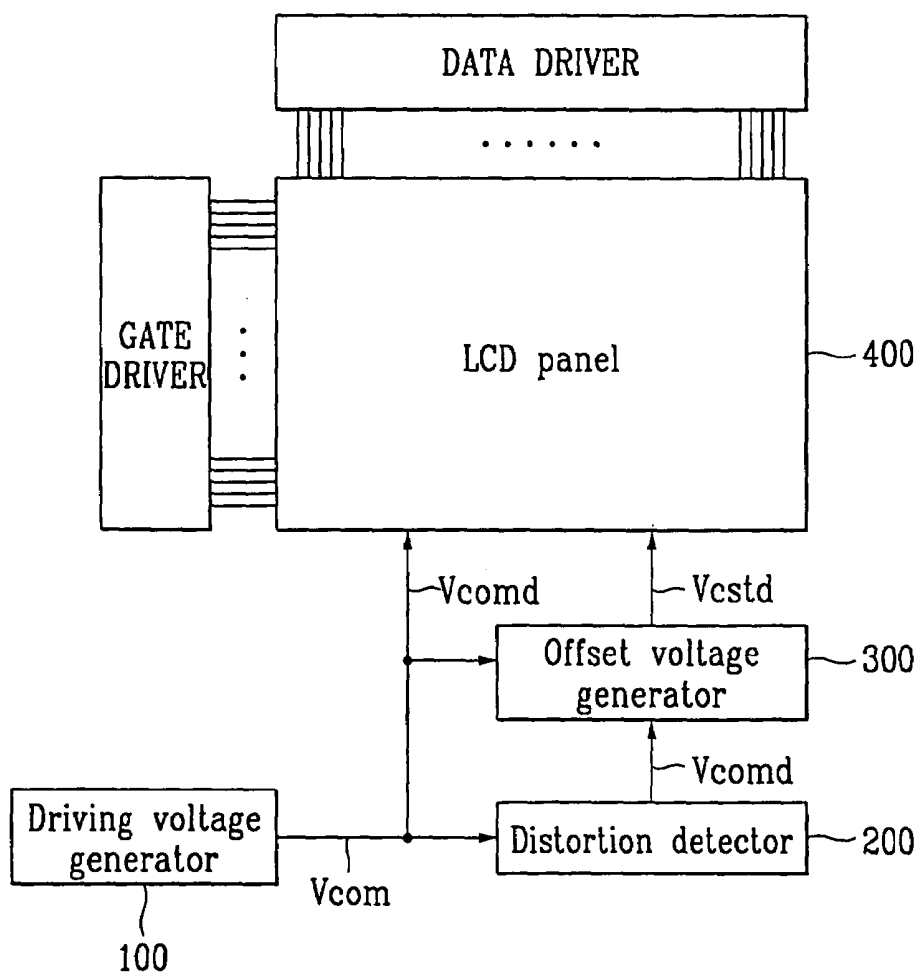 DATA DRIVER
GATE
DRIVER
LCD panel
400
Vcomd
Vcstd
Offset voltage
generator
300
Vcomd
Driving voltage
generator
Distortion detector
200
Vcom
100